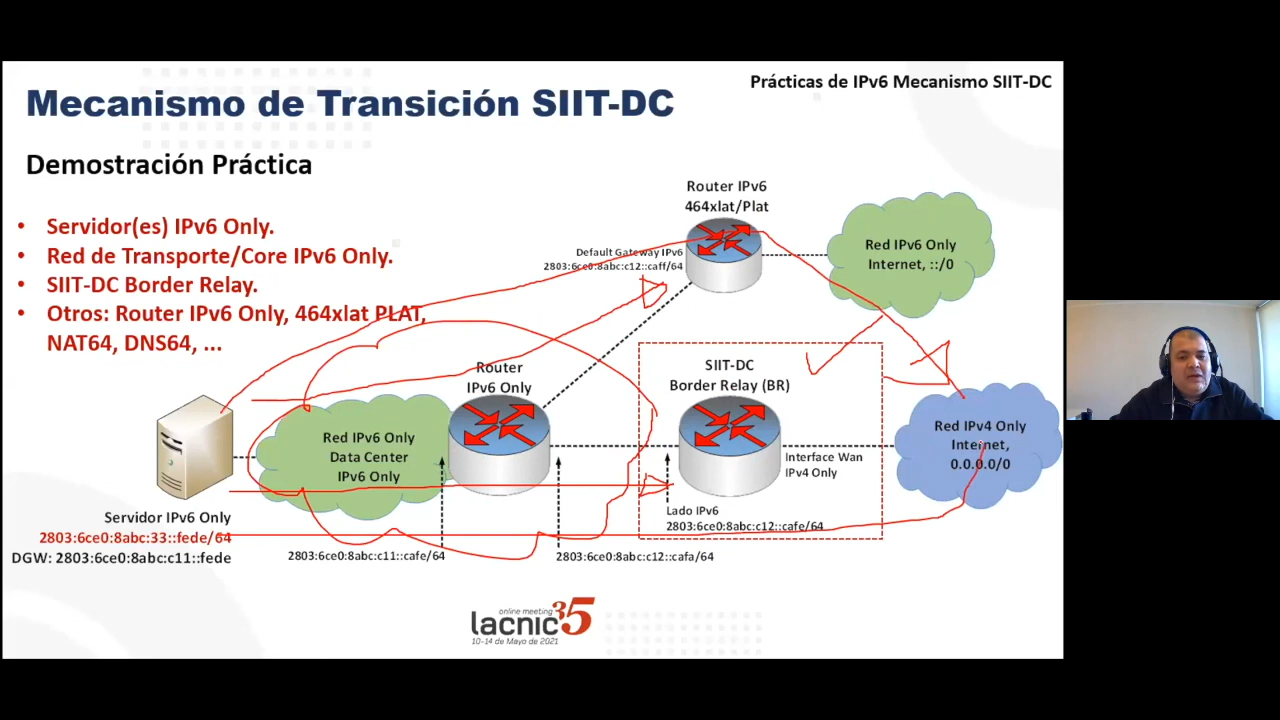 Prácticas de IPv6 Mecanismo SIIT-DC
Mecanismo de Transición SIIT-DC
Demostración Práctica
• Servidor(es) IPv6 Only.
• Red de Transporte/Core IPv6 Only.
• SIIT-DC Border Relay.
• Otros: Router IPv6 Only, 464xlat PLAT,
NAT64, DNS64, ...
Router IPv6
464xlat/Plat
Default Gateway IPv6
2803:6ce0:8abc:c12::caff/64
Red IPv6 Only
Internet, ::/0
Router
IPv6 Only
SIIT-DC
Border Relay (BR)
Red IPv6 Only
Data Center
IPv6 Only
Interface Wan
IPv4 Only
Red IPv4 Only
Internet,
0.0.0.0/0
Servidor IPv6 Only
2803:6ce0:8abc:33::fede/64
DGW: 2803:6ce0:8abc:c11::fede
2803:6ce0:8abc:c11::cafe/64
2803:6ce0:8abc:c12::cafa/64
Lado IPv6
2803:6ce0:8abc:c12::cafe/64
online meeting
lacnic35
10-14 de Mayo de 2021